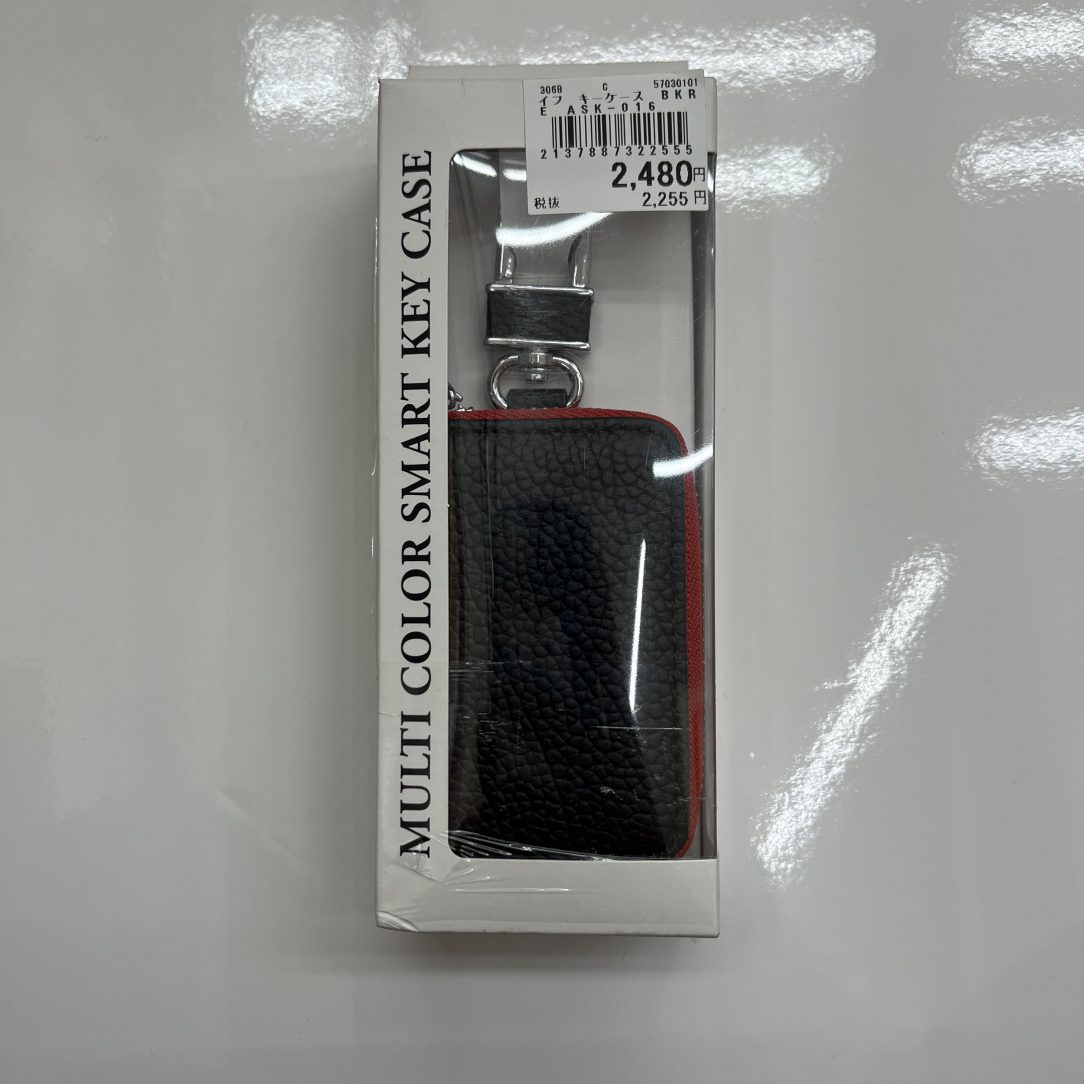 306B C 57030101
イフ キーケース BKR
E ASK-016
2137887322555
2,480円
税抜 2,255円
MULTI COLOR SMART KEY CASE